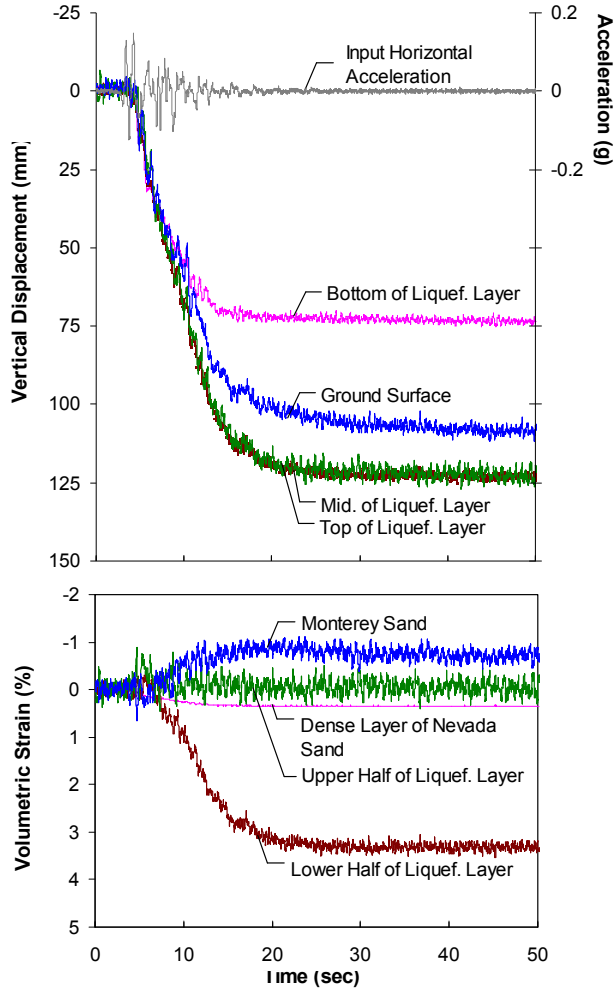 -25
0
25
50
75
100
125
150
Vertical Displacement (mm)
0.2
0
-0.2
Acceleration (g)
Input Horizontal
Acceleration
Bottom of Liquef. Layer
Ground Surface
Mid. of Liquef. Layer
Top of Liquef. Layer
-2
-1
0
1
2
3
4
5
Volumetric Strain (%)
Monterey Sand
Dense Layer of Nevada
Sand
Upper Half of Liquef. Layer
Lower Half of Liquef. Layer
0 10 20 30 40 50
Time (sec)